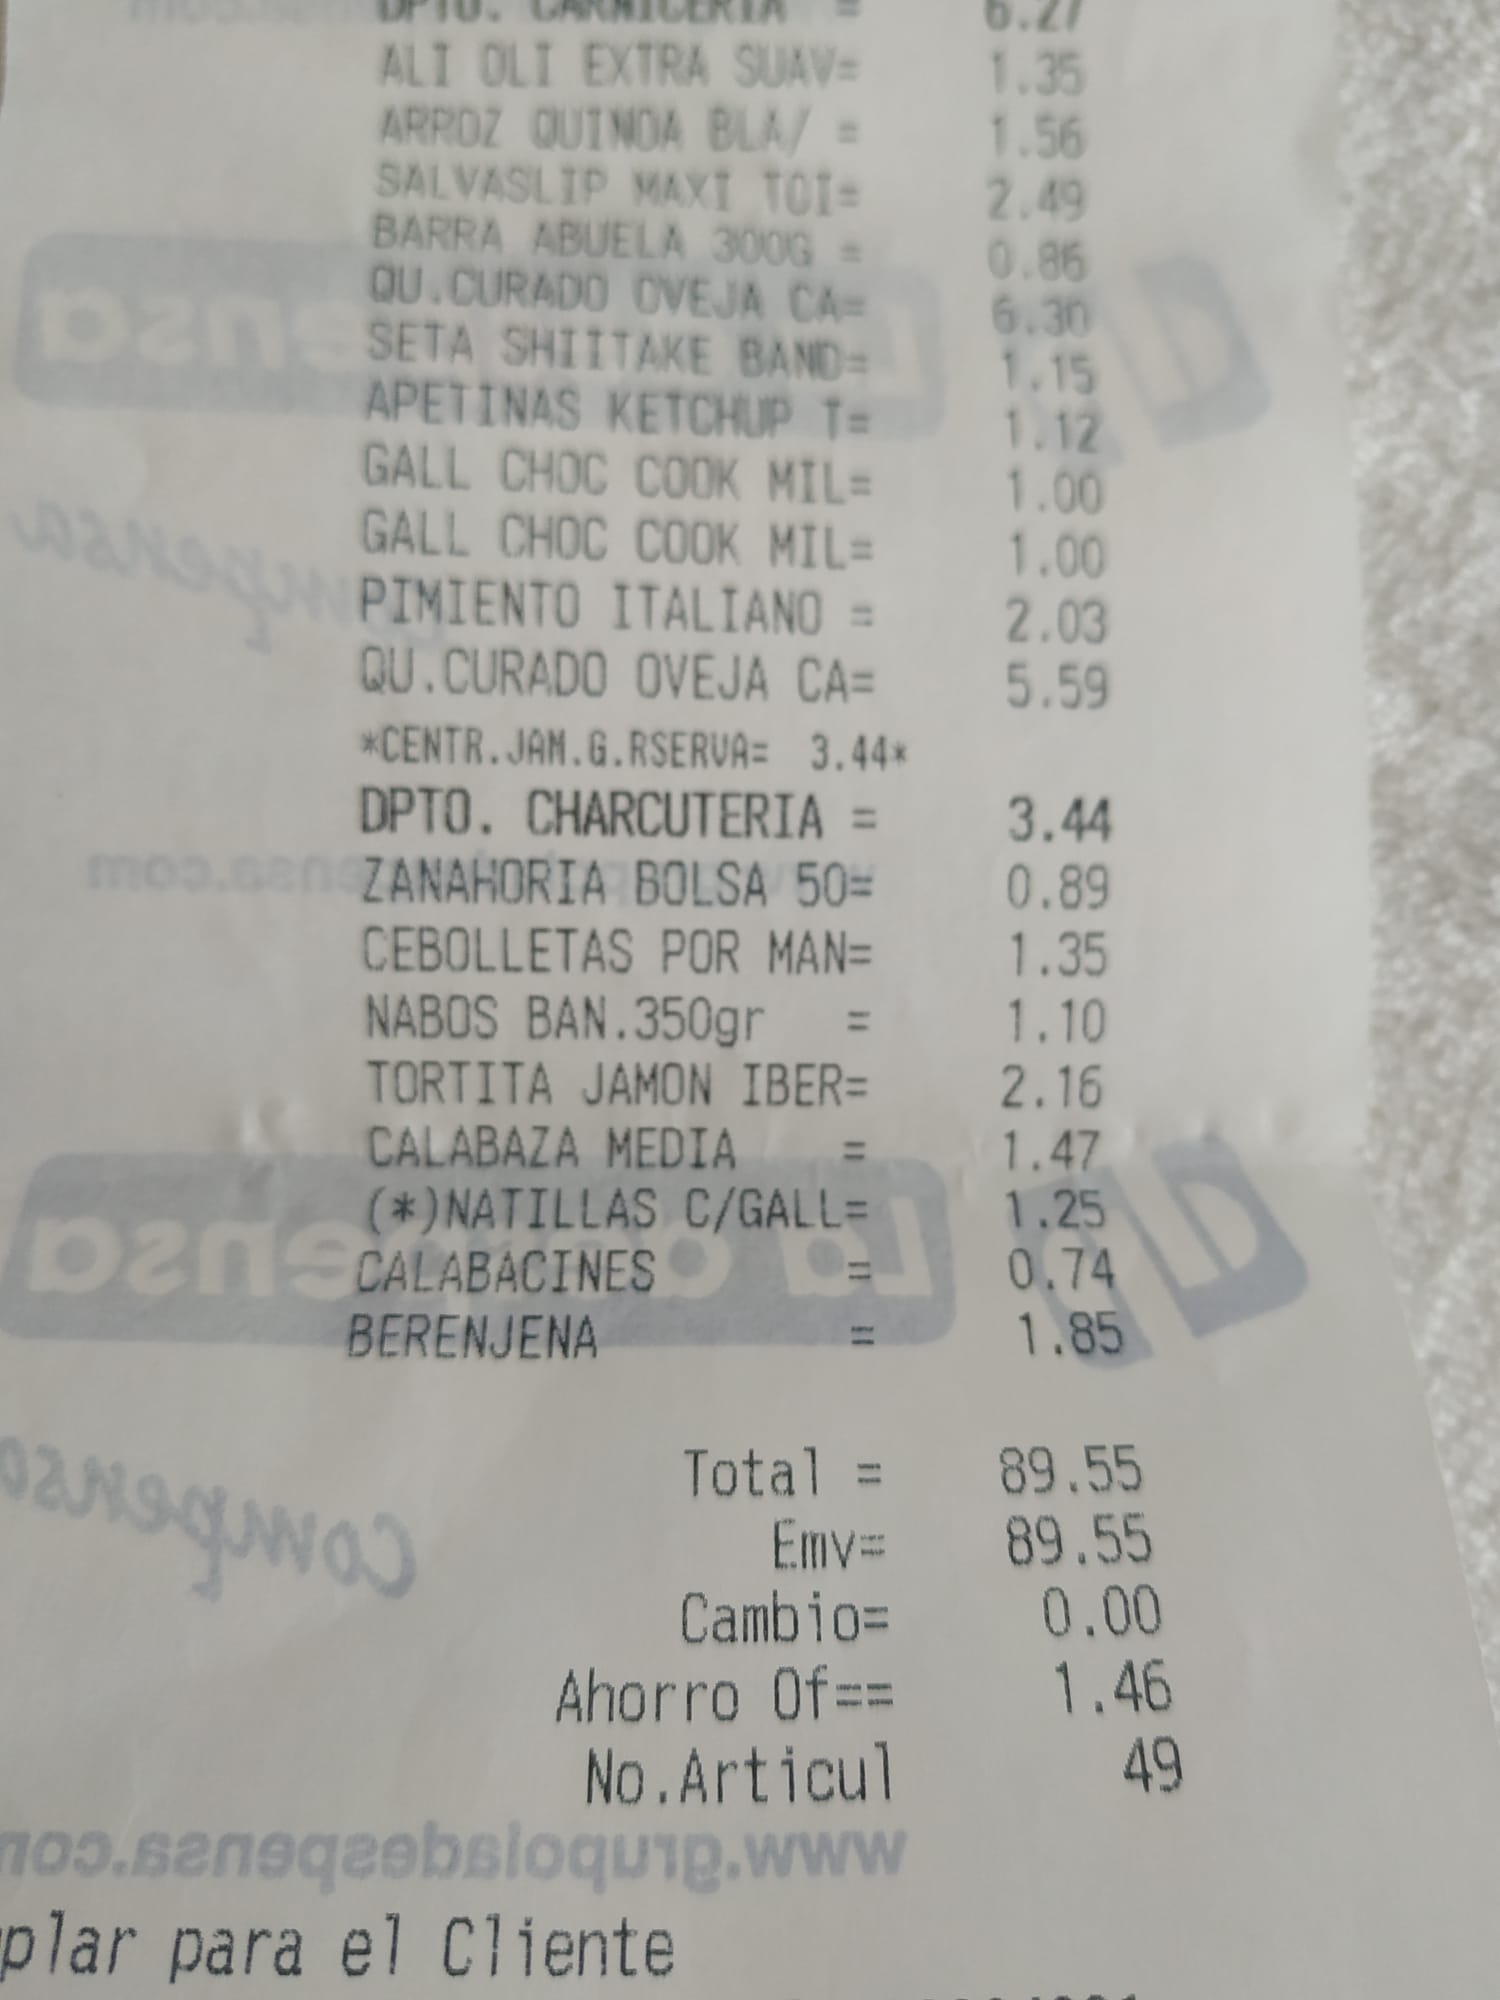 DPTO. CARNICERIA = 6.27
ALI OLI EXTRA SUAV= 1.35
ARROZ QUINOA BLA/ = 1.56
SALVASLIP MAXI TOI= 2.49
BARRA ABUELA 300G = 0.86
QU.CURADO OVEJA CA= 6.30
SETA SHIITAKE BAND= 1.15
APETINAS KETCHUP T= 1.12
GALL CHOC COOK MIL= 1.00
GALL CHOC COOK MIL= 1.00
PIMIENTO ITALIANO = 2.03
QU.CURADO OVEJA CA= 5.59
*CENTR.JAM.G.RSERVA= 3.44*
DPTO. CHARCUTERIA = 3.44
ZANAHORIA BOLSA 50= 0.89
CEBOLLETAS POR MAN= 1.35
NABOS BAN.350gr = 1.10
TORTITA JAMON IBER= 2.16
CALABAZA MEDIA = 1.47
(*)NATILLAS C/GALL= 1.25
CALABACINES = 0.74
BERENJENA = 1.85
Total = 89.55
Emv= 89.55
Cambio= 0.00
Ahorro Of== 1.46
No.Articul 49
www.grupoladespensa.com
plar para el Cliente